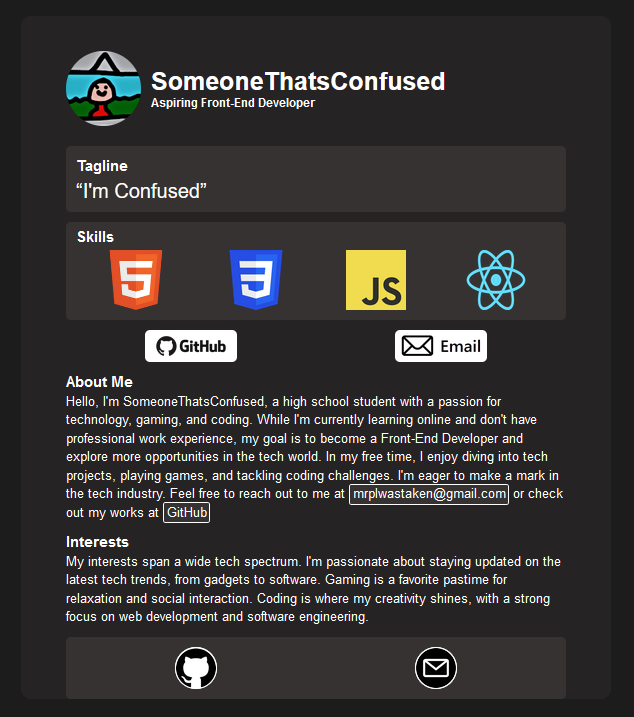 SomeoneThatsConfused
Aspiring Front-End Developer
Tagline
“I'm Confused”
Skills
5
3
JS
GitHub
Email
About Me
Hello, I'm SomeoneThatsConfused, a high school student with a passion for
technology, gaming, and coding. While I'm currently learning online and don't have
professional work experience, my goal is to become a Front-End Developer and
explore more opportunities in the tech world. In my free time, I enjoy diving into tech
projects, playing games, and tackling coding challenges. I'm eager to make a mark in
the tech industry. Feel free to reach out to me at mrplwastaken@gmail.com or check
out my works at GitHub
Interests
My interests span a wide tech spectrum. I'm passionate about staying updated on the
latest tech trends, from gadgets to software. Gaming is a favorite pastime for
relaxation and social interaction. Coding is where my creativity shines, with a strong
focus on web development and software engineering.